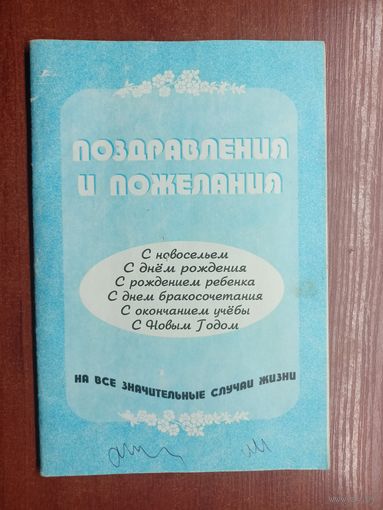 ПОЗДРАВЛЕНИЯ
И ПОЖЕЛАНИЯ
С новосельем
С днём рождения
С рождением ребенка
С днем бракосочетания
С окончанием учёбы
С Новым Годом
НА ВСЕ ЗНАЧИТЕЛЬНЫЕ СЛУЧАИ ЖИЗНИ